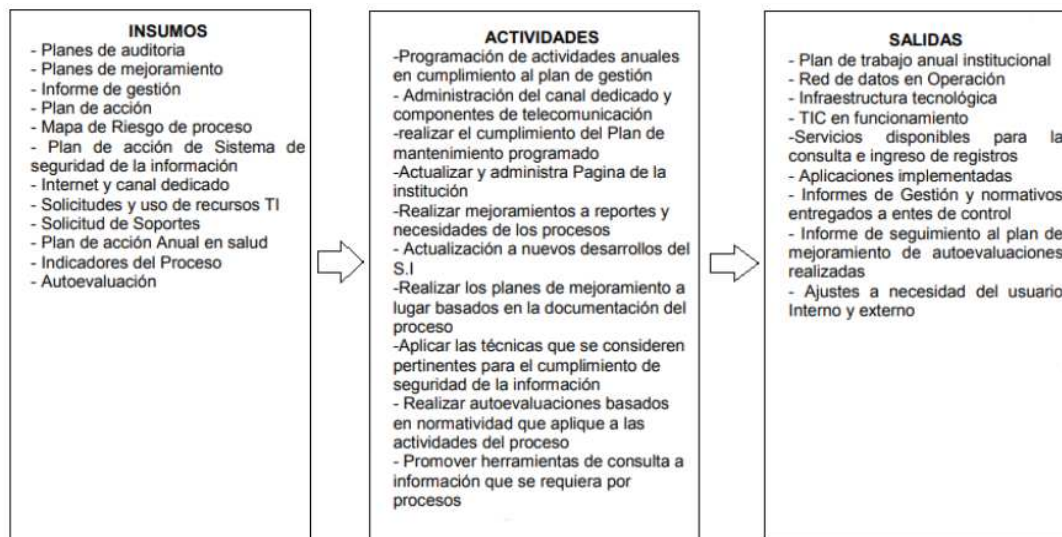 INSUMOS
- Planes de auditoria
- Planes de mejoramiento
- Informe de gestión
- Plan de acción
- Mapa de Riesgo de proceso
- Plan de acción de Sistema de
seguridad de la información
- Internet y canal dedicado
- Solicitudes y uso de recursos TI
- Solicitud de Soportes
- Plan de acción Anual en salud
- Indicadores del Proceso
- Autoevaluación
ACTIVIDADES
-Programación de actividades anuales
en cumplimiento al plan de gestión
- Administración del canal dedicado y
componentes de telecomunicación
-realizar el cumplimiento del Plan de
mantenimiento programado
-Actualizar y administra Pagina de la
institución
-Realizar mejoramientos a reportes y
necesidades de los procesos
- Actualización a nuevos desarrollos del
S.I
-Realizar los planes de mejoramiento a
lugar basados en la documentación del
proceso
-Aplicar las técnicas que se consideren
pertinentes para el cumplimiento de
seguridad de la información
- Realizar autoevaluaciones basados
en normatividad que aplique a las
actividades del proceso
- Promover herramientas de consulta a
información que se requiera por
procesos
SALIDAS
- Plan de trabajo anual institucional
- Red de datos en Operación
- Infraestructura tecnológica
- TIC en funcionamiento
-Servicios disponibles para la
consulta e ingreso de registros
- Aplicaciones implementadas
- Informes de Gestión y normativos
entregados a entes de control
- Informe de seguimiento al plan de
mejoramiento de autoevaluaciones
realizadas
- Ajustes a necesidad del usuario
Interno y externo